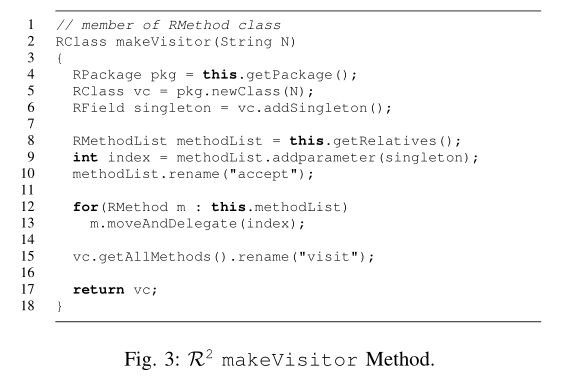 1 // member of RMethod class
2 RClass makeVisitor(String N)
3 {
4 RPackage pkg = this.getPackage();
5 RClass vc = pkg.newClass(N);
6 RField singleton = vc.addSingleton();
7
8 RMethodList methodList = this.getRelatives();
9 int index = methodList.addparameter(singleton);
10 methodList.rename("accept");
11
12 for(RMethod m : this.methodList)
13 m.moveAndDelegate(index);
14
15 vc.getAllMethods().rename("visit");
16
17 return vc;
18 }
Fig. 3: R² makeVisitor Method.